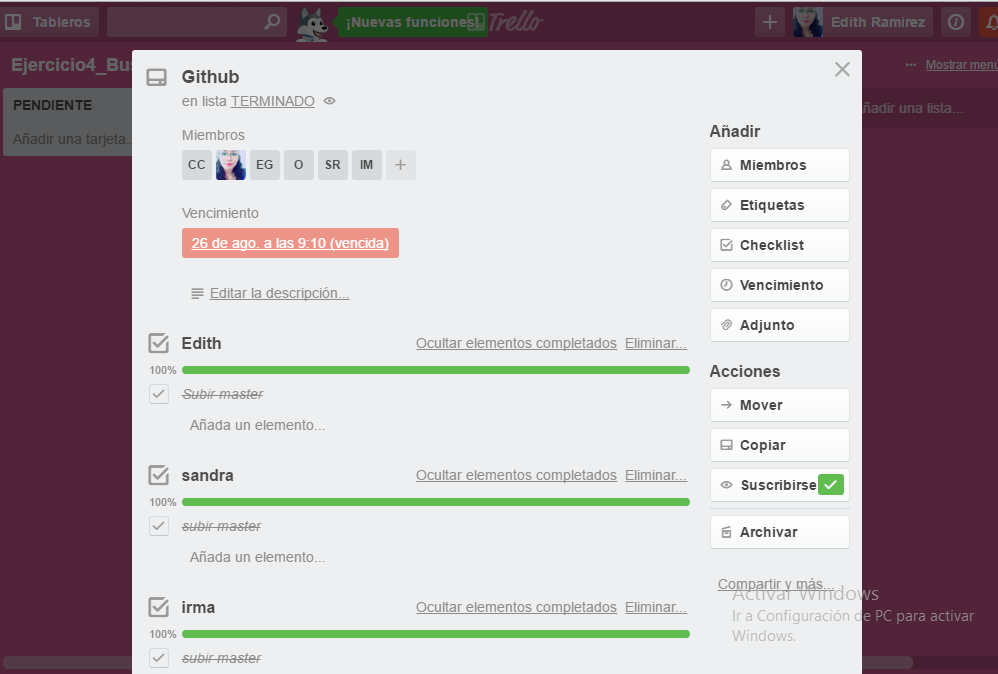 Tableros
¡Nuevas funciones!
Trello
Edith Ramirez
Ejercicio4_Bus
Mostrar menú
PENDIENTE
Añadir una tarjeta...
ñadir una lista...
Github
en lista TERMINADO
Miembros
CC
EG
O
SR
IM
+
Vencimiento
26 de ago. a las 9:10 (vencida)
Editar la descripción...
Edith
Ocultar elementos completados Eliminar...
100%
Subir master
Añada un elemento...
sandra
Ocultar elementos completados Eliminar...
100%
subir master
Añada un elemento...
irma
Ocultar elementos completados Eliminar...
100%
subir master
Añadir
Miembros
Etiquetas
Checklist
Vencimiento
Adjunto
Acciones
Mover
Copiar
Suscribirse
Archivar
Compartir y más...
Activar Windows
Ir a Configuración de PC para activar
Windows.